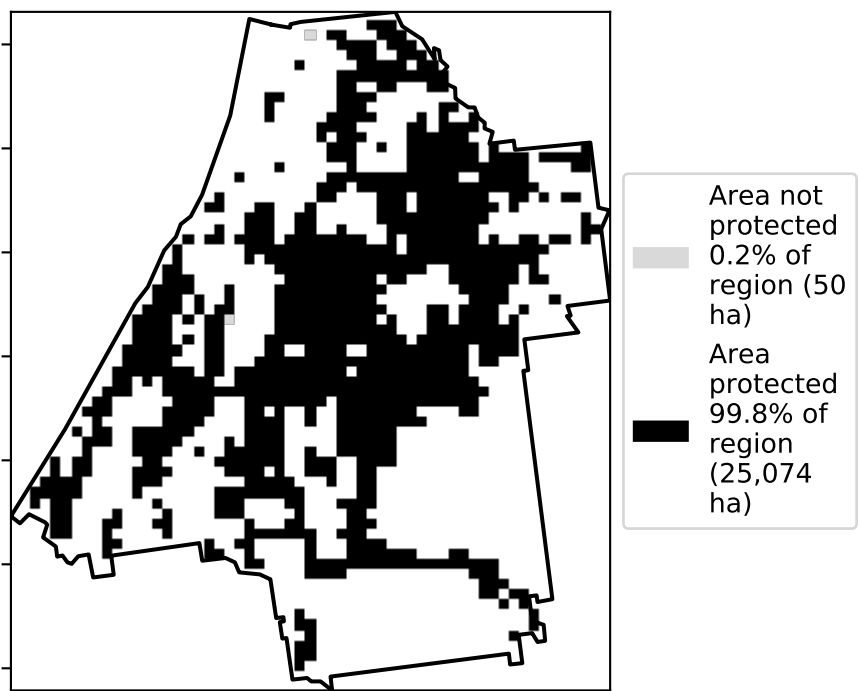 Area not
protected
0.2% of
region (50
ha)
Area
protected
99.8% of
region
(25,074
ha)